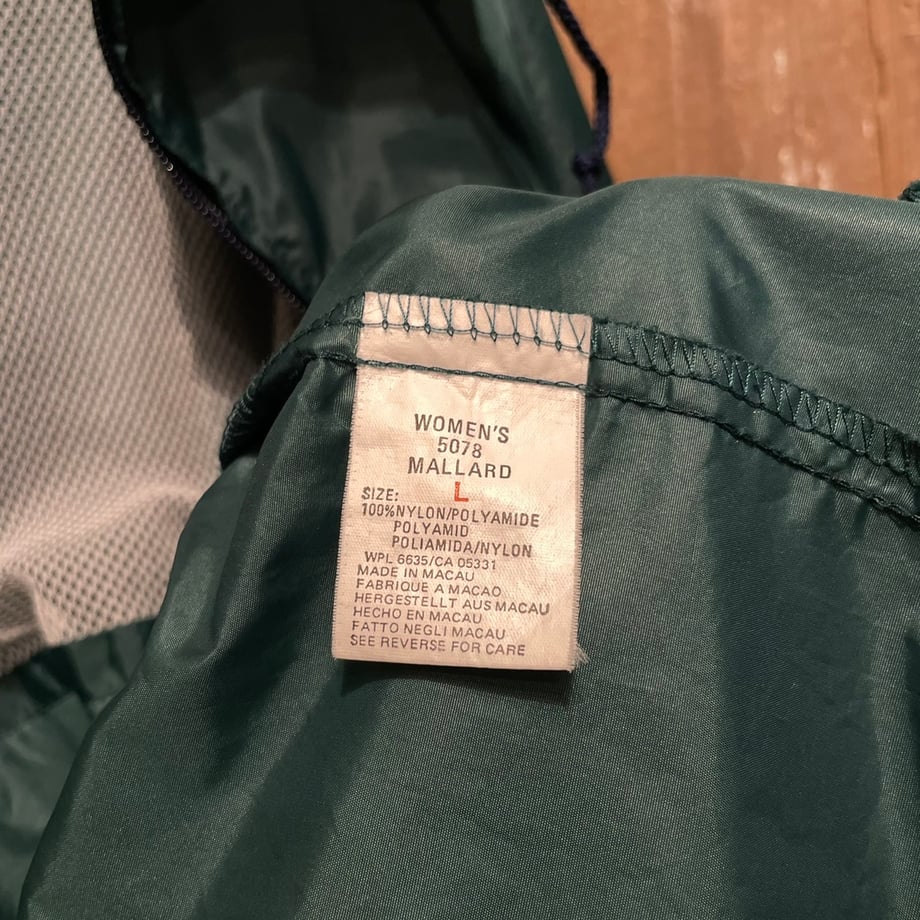 WOMEN'S
5078
MALLARD
SIZE: L
100%NYLON/POLYAMIDE
POLYAMID
POLIAMIDA/NYLON
WPL 6635/CA 05331
MADE IN MACAU
FABRIQUE A MACAO
HERGESTELLT AUS MACAU
HECHO EN MACAU
FATTO NEGLI MACAU
SEE REVERSE FOR CARE